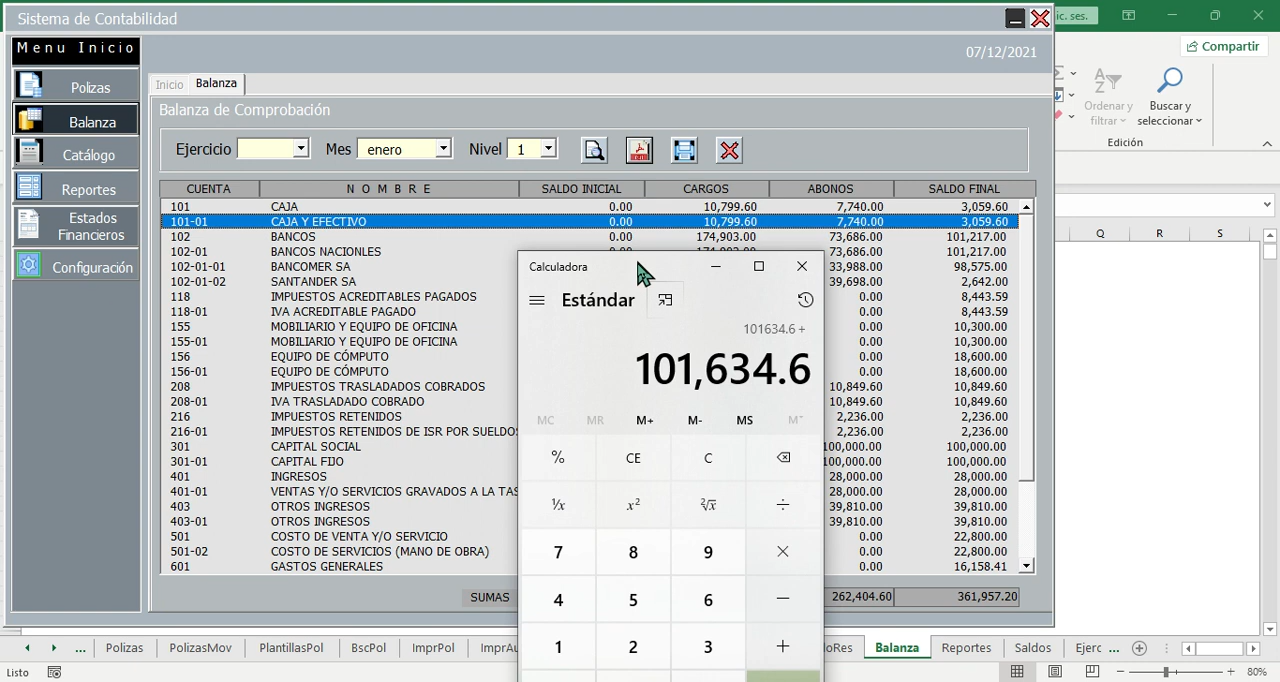 Sistema de Contabilidad
ic. ses.
Compartir
Menu Inicio
07/12/2021
Polizas
Balanza
Catálogo
Reportes
Estados
Financieros
Configuración
Inicio Balanza
Balanza de Comprobación
Ejercicio Mes enero Nivel 1
Ordenar y
filtrar
Buscar y
seleccionar
Edición
CUENTA NOMBRE SALDO INICIAL CARGOS ABONOS SALDO FINAL
101 CAJA 0.00 10,799.60 7,740.00 3,059.60
101-01 CAJA Y EFECTIVO 0.00 10,799.60 7,740.00 3,059.60
102 BANCOS 0.00 174,903.00 73,686.00 101,217.00
102-01 BANCOS NACIONLES 73,686.00 101,217.00
102-01-01 BANCOMER SA 33,988.00 98,575.00
102-01-02 SANTANDER SA 39,698.00 2,642.00
118 IMPUESTOS ACREDITABLES PAGADOS 0.00 8,443.59
118-01 IVA ACREDITABLE PAGADO 0.00 8,443.59
155 MOBILIARIO Y EQUIPO DE OFICINA 0.00 10,300.00
155-01 MOBILIARIO Y EQUIPO DE OFICINA 0.00 10,300.00
156 EQUIPO DE CÓMPUTO 0.00 18,600.00
156-01 EQUIPO DE CÓMPUTO 0.00 18,600.00
208 IMPUESTOS TRASLADADOS COBRADOS 10,849.60 10,849.60
208-01 IVA TRASLADADO COBRADO 10,849.60 10,849.60
216 IMPUESTOS RETENIDOS 2,236.00 2,236.00
216-01 IMPUESTOS RETENIDOS DE ISR POR SUELDOS 2,236.00 2,236.00
301 CAPITAL SOCIAL 100,000.00 100,000.00
301-01 CAPITAL FIJO 100,000.00 100,000.00
401 INGRESOS 28,000.00 28,000.00
401-01 VENTAS Y/O SERVICIOS GRAVADOS A LA TAS 28,000.00 28,000.00
403 OTROS INGRESOS 39,810.00 39,810.00
403-01 OTROS INGRESOS 39,810.00 39,810.00
501 COSTO DE VENTA Y/O SERVICIO 0.00 22,800.00
501-02 COSTO DE SERVICIOS (MANO DE OBRA) 0.00 22,800.00
601 GASTOS GENERALES 0.00 16,158.41
SUMAS 262,404.60 361,957.20
Q R S
Calculadora
Estándar
101634.6 +
101,634.6
MC MR M+ M- MS M˅
% CE C
¹/x x² ²√x ÷
7 8 9 ×
4 5 6 −
1 2 3 +
... Polizas PolizasMov PlantillasPol BscPol ImprPol ImprAu oRes Balanza Reportes Saldos Ejerc ...
Listo
80%